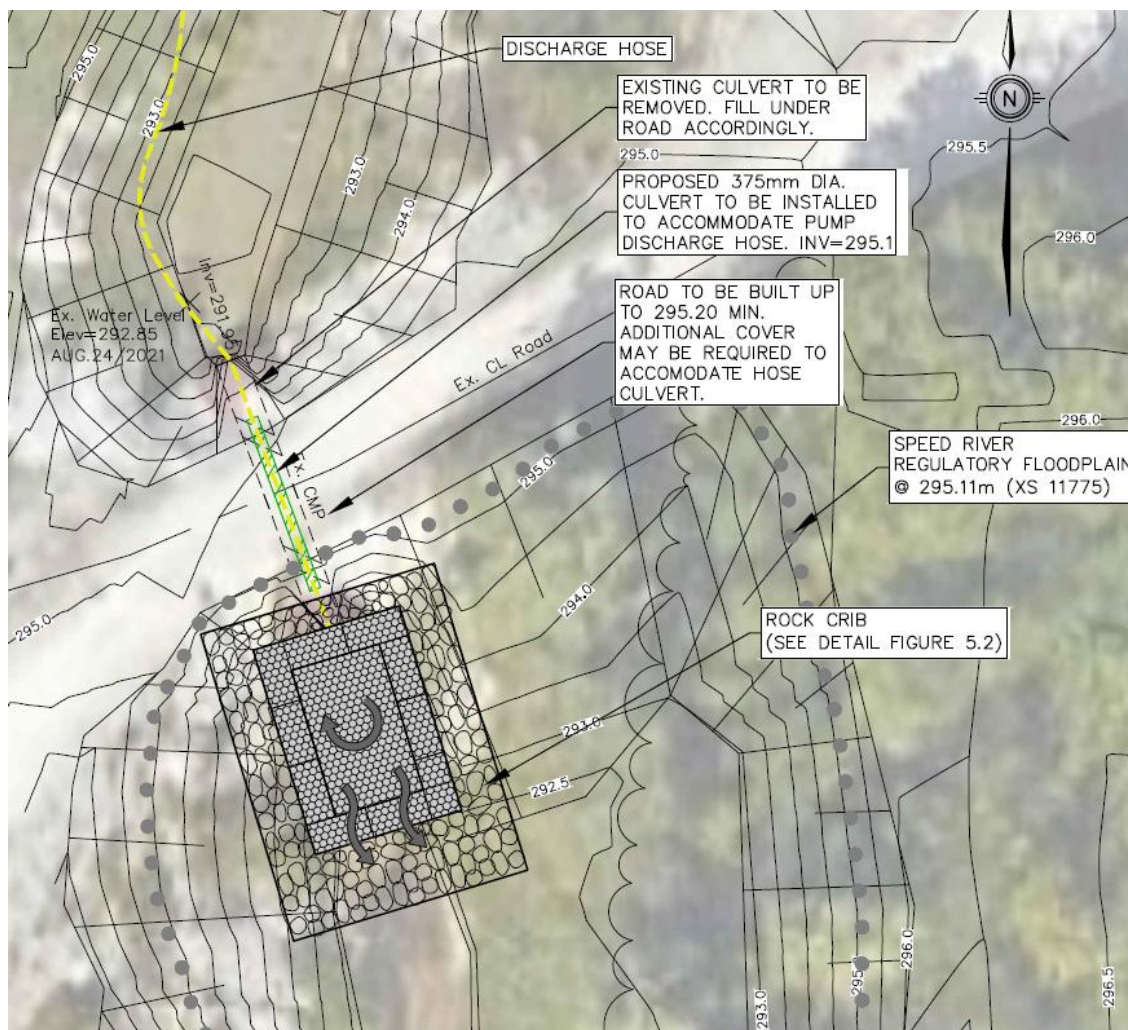 DISCHARGE HOSE
EXISTING CULVERT TO BE
REMOVED. FILL UNDER
ROAD ACCORDINGLY.
PROPOSED 375mm DIA.
CULVERT TO BE INSTALLED
TO ACCOMMODATE PUMP
DISCHARGE HOSE. INV=295.1
ROAD TO BE BUILT UP
TO 295.20 MIN.
ADDITIONAL COVER
MAY BE REQUIRED TO
ACCOMODATE HOSE
CULVERT.
SPEED RIVER
REGULATORY FLOODPLAIN
@ 295.11m (XS 11775)
ROCK CRIB
(SEE DETAIL FIGURE 5.2)
N
295.0
293.0
293.0
294.0
295.0
295.5
296.0
Ex. Water Level
Elev=292.85
AUG.24/2021
Ex. CL Road
Ex. CMP
295.0
295.0
296.0
294.0
293.0
292.5
293.0
296.0
296.5